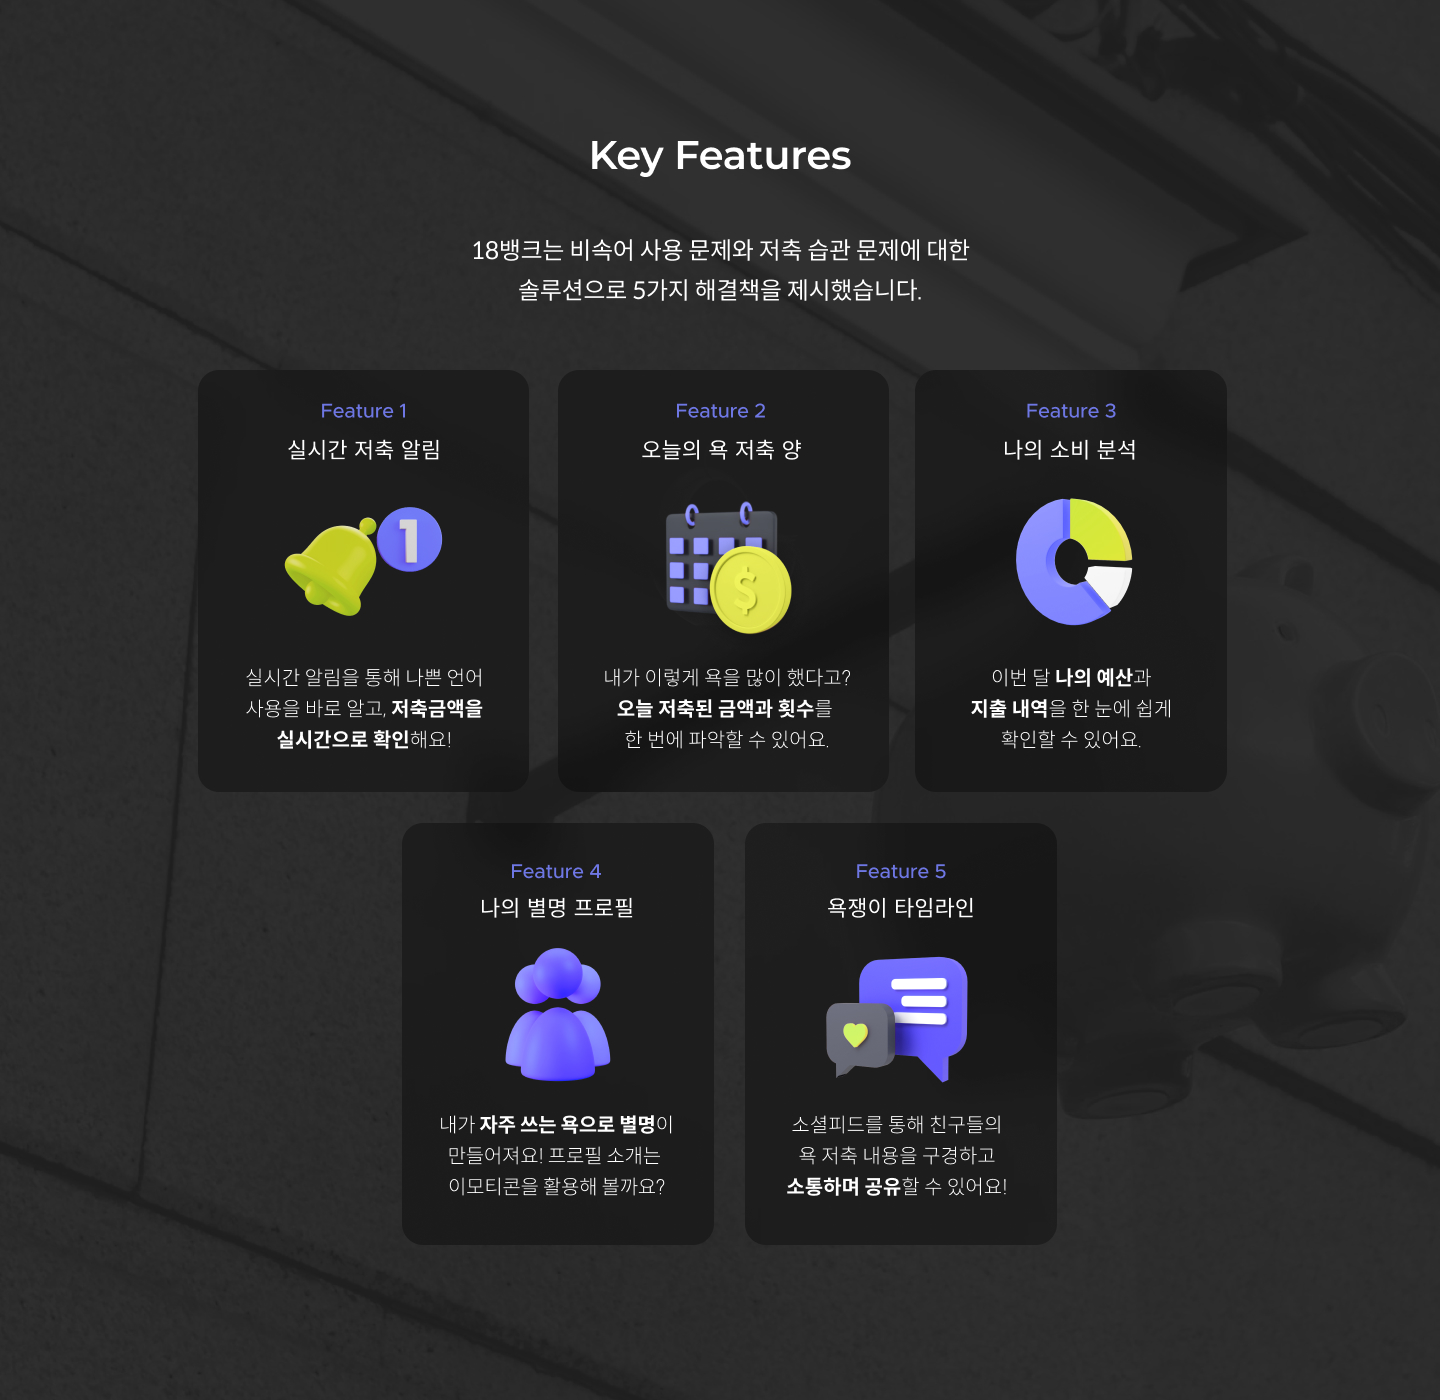 Key Features
18뱅크는 비속어 사용 문제와 저축 습관 문제에 대한
솔루션으로 5가지 해결책을 제시했습니다.
Feature 1
실시간 저축 알림
1
실시간 알림을 통해 나쁜 언어
사용을 바로 알고, 저축금액을
실시간으로 확인해요!
Feature 2
오늘의 욕 저축 양
$
내가 이렇게 욕을 많이 했다고?
오늘 저축된 금액과 횟수를
한 번에 파악할 수 있어요.
Feature 3
나의 소비 분석
이번 달 나의 예산과
지출 내역을 한 눈에 쉽게
확인할 수 있어요.
Feature 4
나의 별명 프로필
내가 자주 쓰는 욕으로 별명이
만들어져요! 프로필 소개는
이모티콘을 활용해 볼까요?
Feature 5
욕쟁이 타임라인
소셜피드를 통해 친구들의
욕 저축 내용을 구경하고
소통하며 공유할 수 있어요!